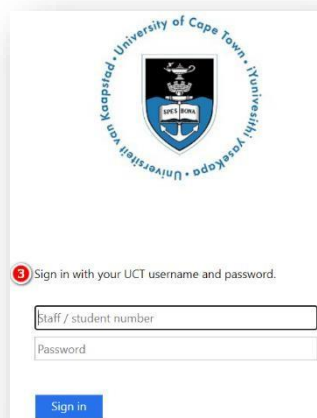 University of Cape Town · iYunivesithi yaseKapa · Universiteit van Kaapstad ·
SPES BONA
3 Sign in with your UCT username and password.
Staff / student number
Password
Sign in